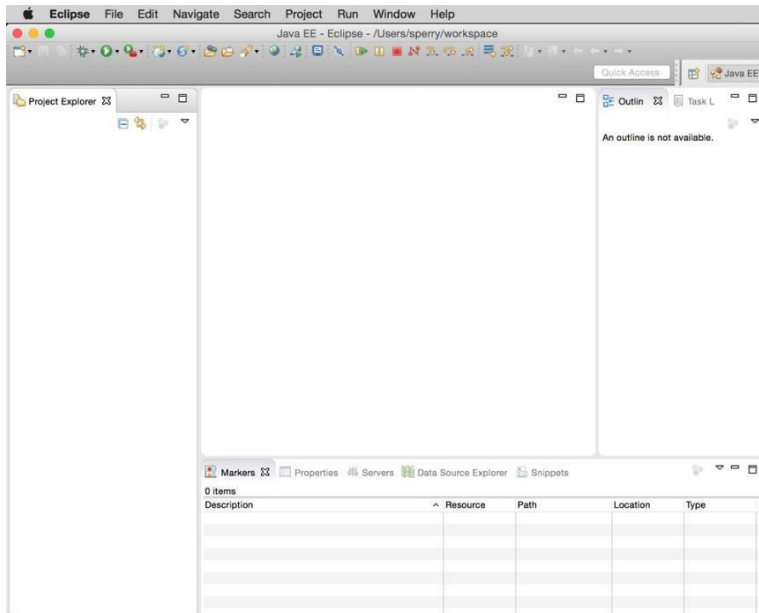 Eclipse File Edit Navigate Search Project Run Window Help
Java EE - Eclipse - /Users/sperry/workspace
Quick Access Java EE
Project Explorer
Outlin Task L
An outline is not available.
Markers Properties Servers Data Source Explorer Snippets
0 items
Description Resource Path Location Type